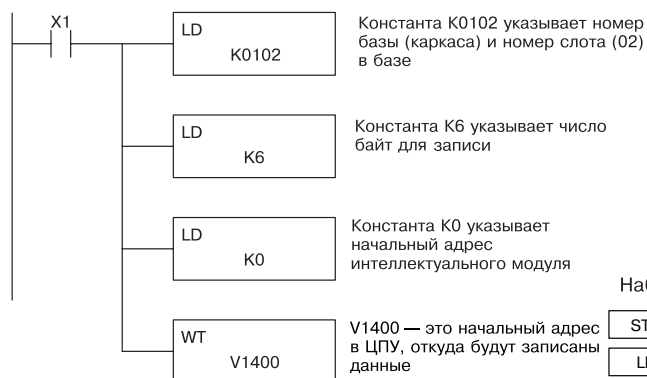 X1
LD
K0102
Константа K0102 указывает номер
базы (каркаса) и номер слота (02)
в базе
LD
K6
Константа K6 указывает число
байт для записи
LD
K0
Константа K0 указывает
начальный адрес
интеллектуального модуля
WT
V1400
V1400 — это начальный адрес
в ЦПУ, откуда будут записаны
данные